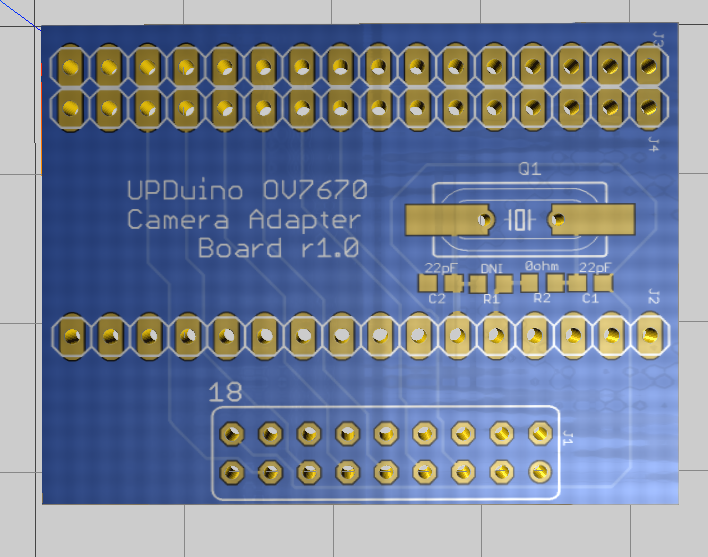 J3
J4
Q1
UPDuino OV7670
Camera Adapter
Board r1.0
22pF DNI 0ohm 22pF
C2 R1 R2 C1
J2
18
J1